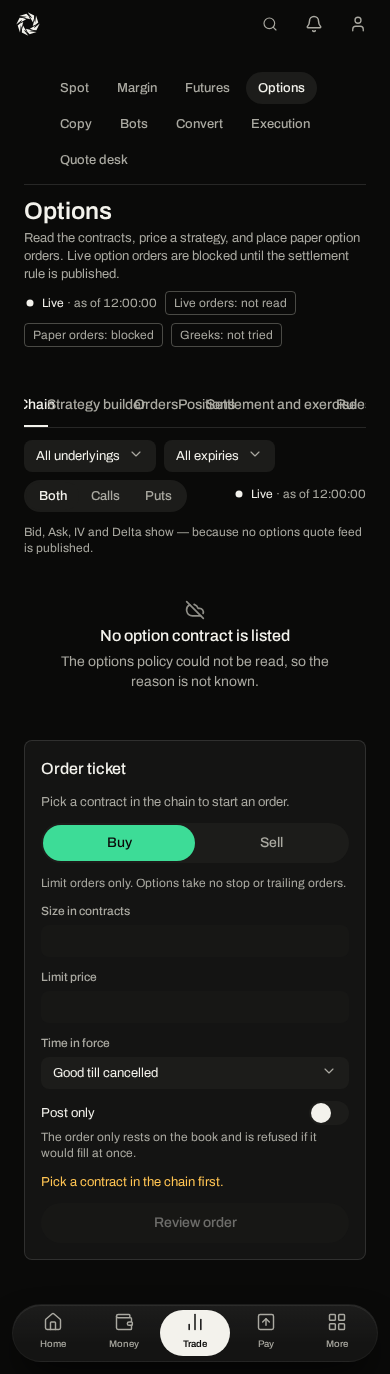 Spot Margin Futures Options
Copy Bots Convert Execution
Quote desk
Options
Read the contracts, price a strategy, and place paper option
orders. Live option orders are blocked until the settlement
rule is published.
Live · as of 12:00:00 Live orders: not read
Paper orders: blocked Greeks: not tried
Chain Strategy builder Orders Positions Settlement and exercise Rules
All underlyings All expiries
Both Calls Puts Live · as of 12:00:00
Bid, Ask, IV and Delta show — because no options quote feed
is published.
No option contract is listed
The options policy could not be read, so the
reason is not known.
Order ticket
Pick a contract in the chain to start an order.
Buy Sell
Limit orders only. Options take no stop or trailing orders.
Size in contracts
Limit price
Time in force
Good till cancelled
Post only
The order only rests on the book and is refused if it
would fill at once.
Pick a contract in the chain first.
Review order
Home Money Trade Pay More